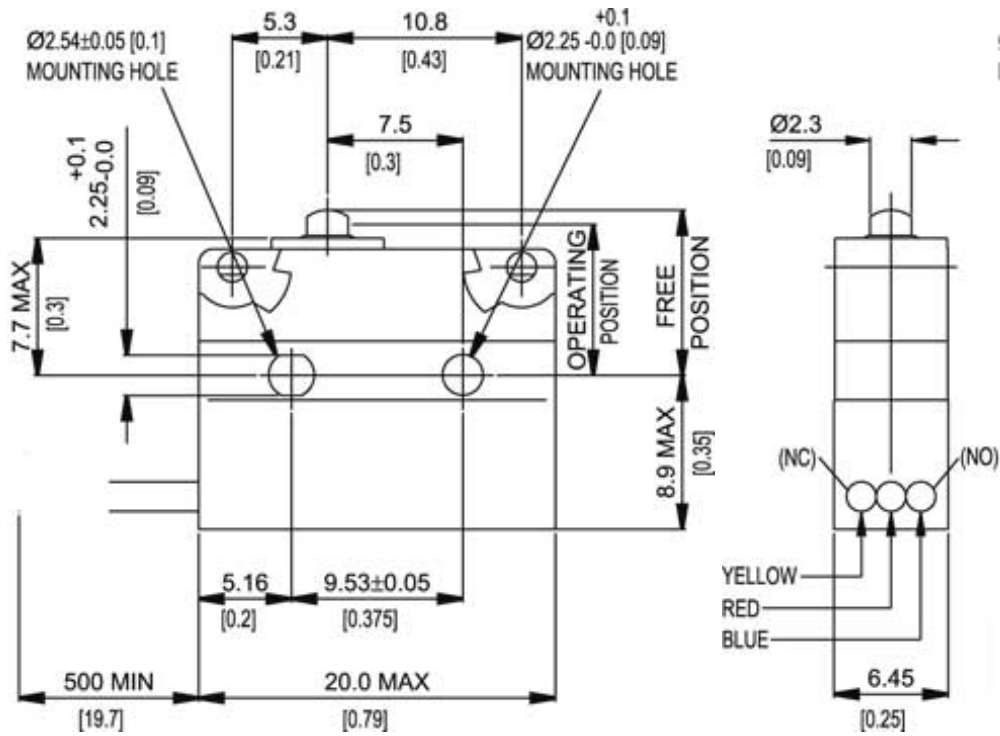 5.3
[0.21]
10.8
[0.43]
Ø2.54±0.05 [0.1]
MOUNTING HOLE
+0.1
Ø2.25 -0.0 [0.09]
MOUNTING HOLE
7.5
[0.3]
Ø2.3
[0.09]
+0.1
2.25-0.0
[0.09]
7.7 MAX
[0.3]
OPERATING
POSITION
FREE
POSITION
8.9 MAX
[0.35]
(NC)
(NO)
5.16
[0.2]
9.53±0.05
[0.375]
YELLOW
RED
BLUE
500 MIN
[19.7]
20.0 MAX
[0.79]
6.45
[0.25]